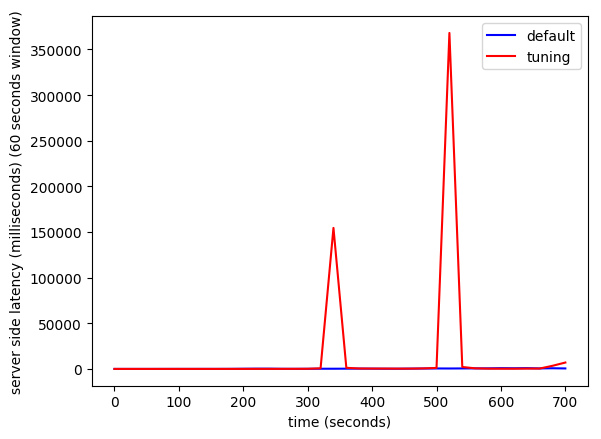 default
tuning
350000
300000
250000
200000
150000
100000
50000
0
server side latency (milliseconds) (60 seconds window)
0 100 200 300 400 500 600 700
time (seconds)